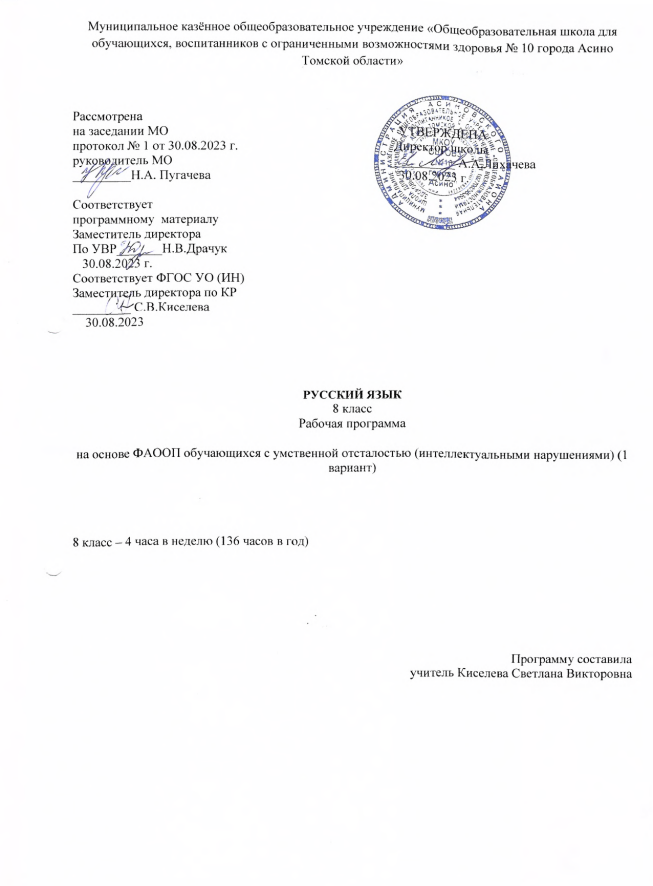 Муниципальное казённое общеобразовательное учреждение «Общеобразовательная школа для
обучающихся, воспитанников с ограниченными возможностями здоровья № 10 города Асино
Томской области»
Рассмотрена
на заседании МО
протокол № 1 от 30.08.2023 г.
руководитель МО
Н.А. Пугачева
УТВЕРЖДЕНА
Директор школы
А.А.Лихачева
30.08.2023 г.
Соответствует
программному материалу
Заместитель директора
По УВР Н.В.Драчук
30.08.2023 г.
Соответствует ФГОС УО (ИН)
Заместитель директора по КР
С.В.Киселева
30.08.2023
РУССКИЙ ЯЗЫК
8 класс
Рабочая программа
на основе ФАООП обучающихся с умственной отсталостью (интеллектуальными нарушениями) (1
вариант)
8 класс – 4 часа в неделю (136 часов в год)
Программу составила
учитель Киселева Светлана Викторовна